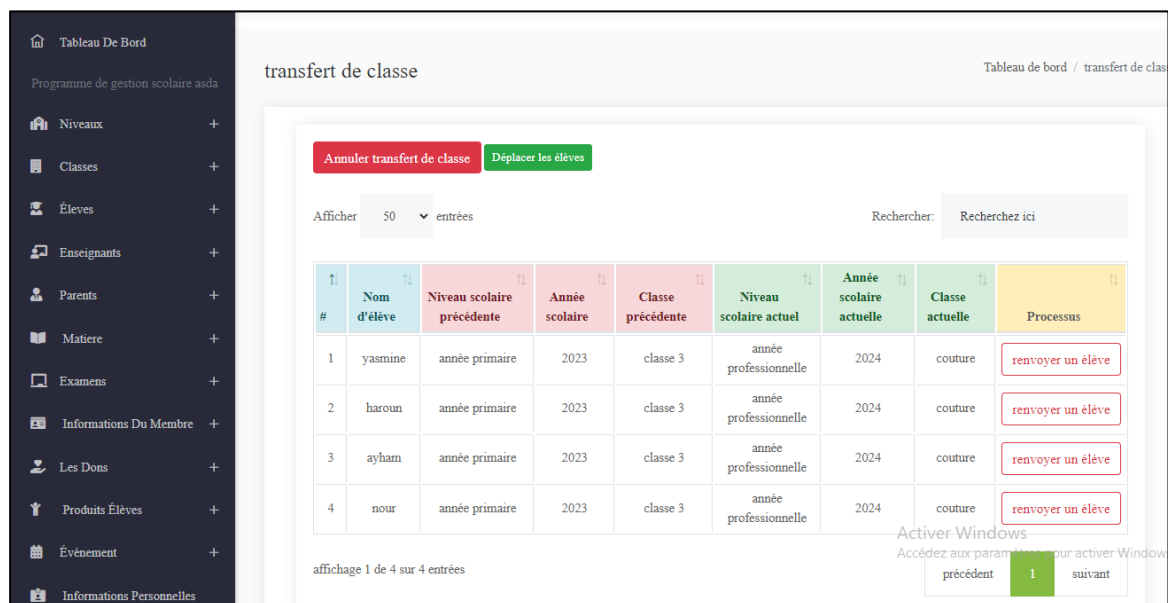 Tableau De Bord
Programme de gestion scolaire asda
Niveaux
Classes
Éleves
Enseignants
Parents
Matiere
Examens
Informations Du Membre
Les Dons
Produits Élèves
Événement
Informations Personnelles
transfert de classe
Tableau de bord / transfert de clas
Annuler transfert de classe Déplacer les élèves
Afficher 50 entrées Rechercher: Recherchez ici
# Nom d'élève Niveau scolaire précédente Année scolaire Classe précédente Niveau scolaire actuel Année scolaire actuelle Classe actuelle Processus
1 yasmine année primaire 2023 classe 3 année professionnelle 2024 couture renvoyer un élève
2 haroun année primaire 2023 classe 3 année professionnelle 2024 couture renvoyer un élève
3 ayham année primaire 2023 classe 3 année professionnelle 2024 couture renvoyer un élève
4 nour année primaire 2023 classe 3 année professionnelle 2024 couture renvoyer un élève
Activer Windows
Accédez aux paramètres pour activer Windows
affichage 1 de 4 sur 4 entrées
précédent 1 suivant